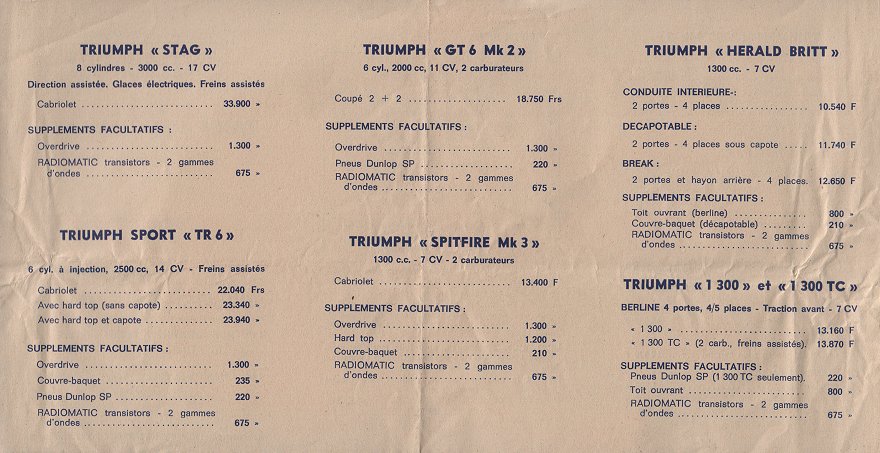 TRIUMPH « STAG »
8 cylindres - 3000 cc. - 17 CV
Direction assistée. Glaces électriques. Freins assistés
Cabriolet .......................... 33.900 »
SUPPLEMENTS FACULTATIFS :
Overdrive .......................... 1.300 »
RADIOMATIC transistors - 2 gammes
d'ondes .......................... 675 »
TRIUMPH SPORT « TR 6 »
6 cyl. à injection, 2500 cc, 14 CV - Freins assistés
Cabriolet .......................... 22.040 Frs
Avec hard top (sans capote) ............ 23.340 »
Avec hard top et capote .............. 23.940 »
SUPPLEMENTS FACULTATIFS :
Overdrive .......................... 1.300 »
Couvre-baquet ...................... 235 »
Pneus Dunlop SP .................... 220 »
RADIOMATIC transistors - 2 gammes
d'ondes .......................... 675 »
TRIUMPH « GT 6 Mk 2 »
6 cyl., 2000 cc, 11 CV, 2 carburateurs
Coupé 2 + 2 .................. 18.750 Frs
SUPPLEMENTS FACULTATIFS :
Overdrive .......................... 1.300 »
Pneus Dunlop SP .................... 220 »
RADIOMATIC transistors - 2 gammes
d'ondes .......................... 675 »
TRIUMPH « SPITFIRE Mk 3 »
1300 c.c. - 7 CV - 2 carburateurs
Cabriolet .......................... 13.400 F
SUPPLEMENTS FACULTATIFS :
Overdrive .......................... 1.300 »
Hard top .......................... 1.200 »
Couvre-baquet ...................... 210 »
RADIOMATIC transistors - 2 gammes
d'ondes .......................... 675 »
TRIUMPH « HERALD BRITT »
1300 cc. - 7 CV
CONDUITE INTERIEURE-:
2 portes - 4 places .................. 10.540 F
DECAPOTABLE :
2 portes - 4 places sous capote ..... 11.740 F
BREAK :
2 portes et hayon arrière - 4 places. 12.650 F
SUPPLEMENTS FACULTATIFS :
Toit ouvrant (berline) ............... 800 »
Couvre-baquet (décapotable) .......... 210 »
RADIOMATIC transistors - 2 gammes
d'ondes .......................... 675 »
TRIUMPH « 1 300 » et « 1 300 TC »
BERLINE 4 portes, 4/5 places - Traction avant - 7 CV
« 1 300 » .......................... 13.160 F
« 1 300 TC » (2 carb., freins assistés). 13.870 F
SUPPLEMENTS FACULTATIFS :
Pneus Dunlop SP (1 300 TC seulement). 220 »
Toit ouvrant ........................ 800 »
RADIOMATIC transistors - 2 gammes
d'ondes .......................... 675 »